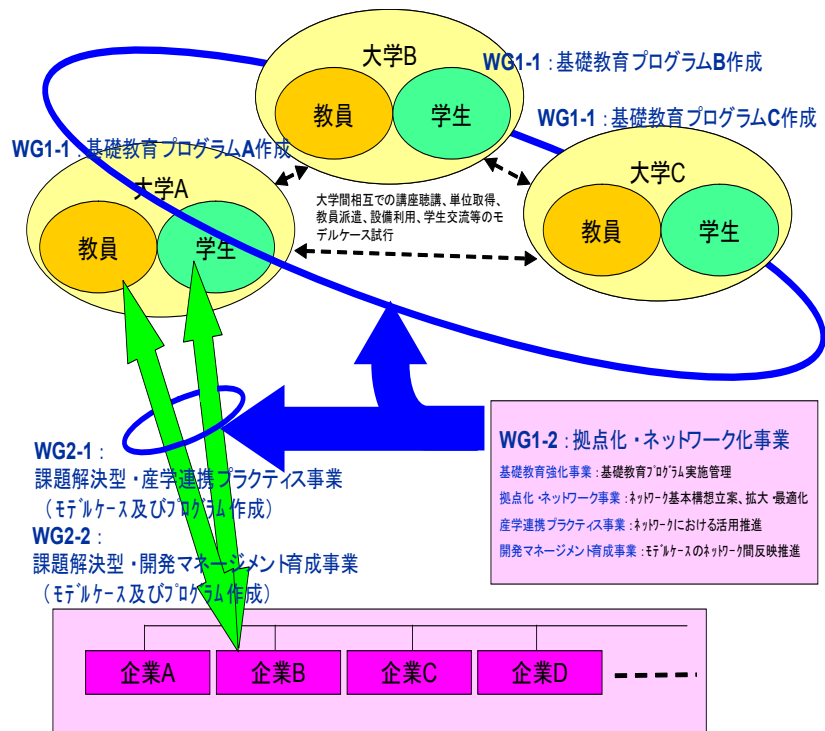 大学B
WG1-1：基礎教育プログラムB作成
教員
学生
WG1-1：基礎教育プログラムC作成
WG1-1：基礎教育プログラムA作成
大学A
教員
学生
大学間相互での講座聴講、単位取得、
教員派遣、設備利用、学生交流等のモ
デルケース試行
大学C
教員
学生
WG2-1：
課題解決型・産学連携プラクティス事業
（ﾓﾃﾞﾙｹｰｽ及びﾌﾟﾛｸﾞﾗﾑ作成）
WG2-2：
課題解決型・開発マネージメント育成事業
（ﾓﾃﾞﾙｹｰｽ及びﾌﾟﾛｸﾞﾗﾑ作成）
WG1-2：拠点化・ネットワーク化事業
基礎教育強化事業：基礎教育ﾌﾟﾛｸﾞﾗﾑ実施管理
拠点化・ネットワーク事業：ﾈｯﾄﾜｰｸ基本構想立案、拡大・最適化
産学連携プラクティス事業：ﾈｯﾄﾜｰｸにおける活用推進
開発マネージメント育成事業：ﾓﾃﾞﾙｹｰｽのﾈｯﾄﾜｰｸ間反映推進
企業A
企業B
企業C
企業D